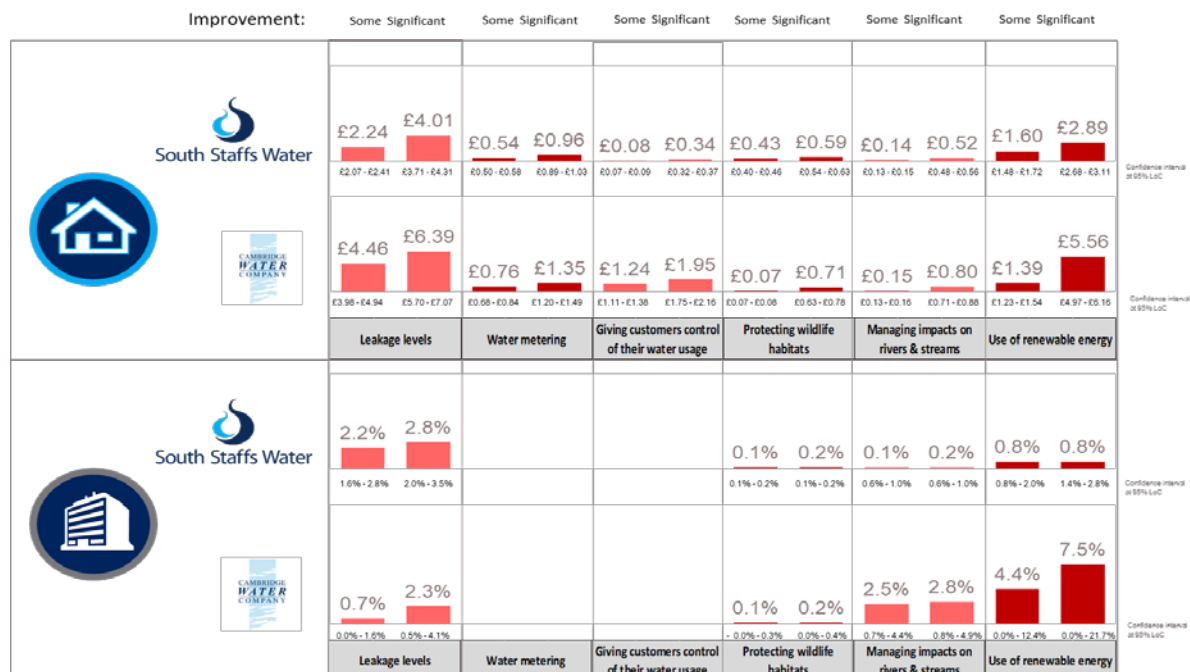 Improvement: Some Significant Some Significant Some Significant Some Significant Some Significant Some Significant
£2.24 £4.01 £0.54 £0.96 £0.08 £0.34 £0.43 £0.59 £0.14 £0.52 £1.60 £2.89
South Staffs Water
£2.07 - £2.41 £3.71 - £4.31 £0.50 - £0.58 £0.89 - £1.03 £0.07 - £0.09 £0.32 - £0.37 £0.40 - £0.46 £0.54 - £0.63 £0.13 - £0.15 £0.48 - £0.56 £1.48 - £1.72 £2.68 - £3.11
Confidence interval
at 95% LoC
£4.46 £6.39 £0.76 £1.35 £1.24 £1.95 £0.07 £0.71 £0.15 £0.80 £1.39 £5.56
CAMBRIDGE
WATER
COMPANY
£3.98 - £4.94 £5.70 - £7.07 £0.68 - £0.84 £1.20 - £1.49 £1.11 - £1.38 £1.75 - £2.16 £0.07 - £0.08 £0.63 - £0.78 £0.13 - £0.16 £0.71 - £0.88 £1.23 - £1.54 £4.97 - £6.16
Confidence interval
at 95% LoC
Leakage levels Water metering Giving customers control of their water usage Protecting wildlife habitats Managing impacts on rivers & streams Use of renewable energy
2.2% 2.8% 0.1% 0.2% 0.1% 0.2% 0.8% 0.8%
South Staffs Water
1.6% - 2.8% 2.0% - 3.5% 0.1% - 0.2% 0.1% - 0.2% 0.6% - 1.0% 0.6% - 1.0% 0.8% - 2.0% 1.4% - 2.8%
Confidence interval
at 95% LoC
0.7% 2.3% 0.1% 0.2% 2.5% 2.8% 4.4% 7.5%
CAMBRIDGE
WATER
COMPANY
0.0% - 1.6% 0.5% - 4.1% - 0.0% - 0.3% 0.0% - 0.4% 0.7% - 4.4% 0.8% - 4.9% 0.0% - 12.4% 0.0% - 21.7%
Confidence interval
at 95% LoC
Leakage levels Water metering Giving customers control of their water usage Protecting wildlife habitats Managing impacts on rivers & streams Use of renewable energy